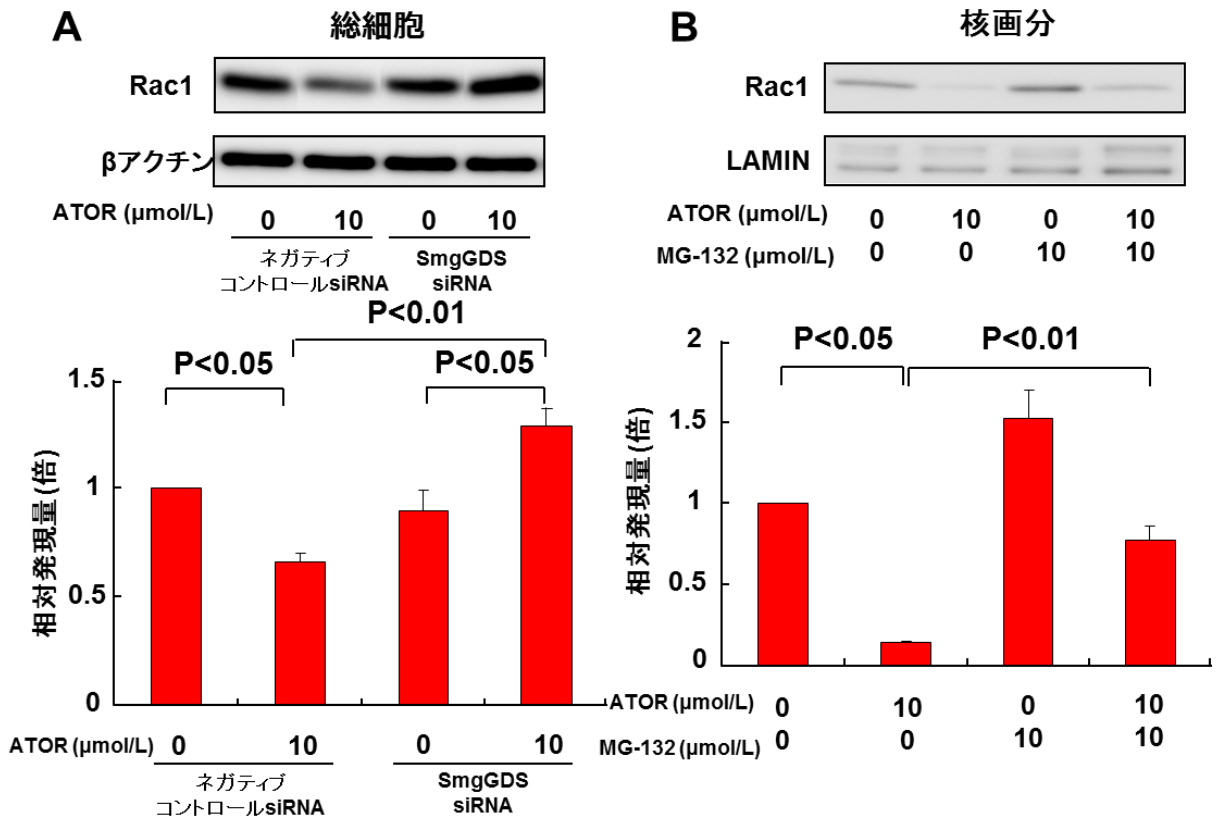 A
総細胞
Rac1
βアクチン
ATOR (μmol/L) 0 10 0 10
ネガティブ
コントロールsiRNA
SmgGDS
siRNA
P<0.01
P<0.05
P<0.05
相対発現量(倍)
1.5
1
0.5
0
ATOR (μmol/L) 0 10 0 10
ネガティブ
コントロールsiRNA
SmgGDS
siRNA
B
核画分
Rac1
LAMIN
ATOR (μmol/L) 0 10 0 10
MG-132 (μmol/L) 0 0 10 10
P<0.05
P<0.01
相対発現量(倍)
2
1.5
1
0.5
0
ATOR (μmol/L) 0 10 0 10
MG-132 (μmol/L) 0 0 10 10